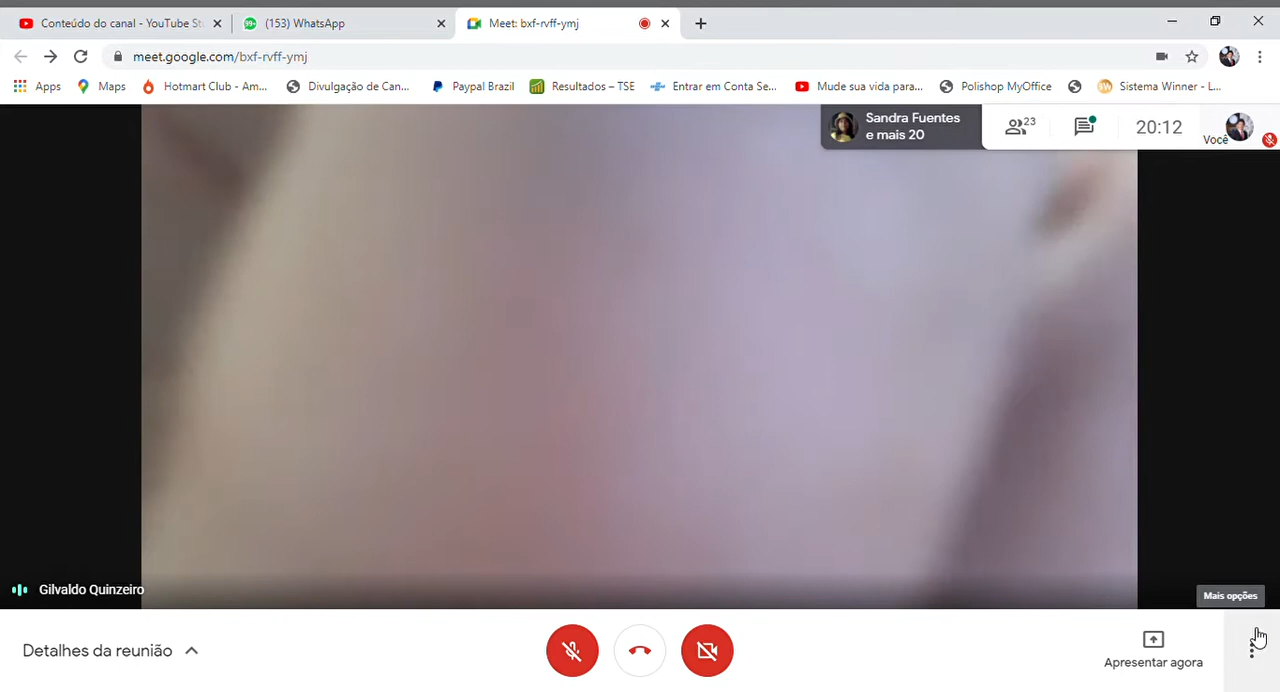 Conteúdo do canal - YouTube St
99+
(153) WhatsApp
Meet: bxf-rvff-ymj
meet.google.com/bxf-rvff-ymj
Apps
Maps
Hotmart Club - Am...
Divulgação de Can...
Paypal Brazil
Resultados – TSE
Entrar em Conta Se...
Mude sua vida para...
Polishop MyOffice
Sistema Winner - L...
Sandra Fuentes
e mais 20
23
20:12
Você
Gilvaldo Quinzeiro
Mais opções
Detalhes da reunião
Apresentar agora